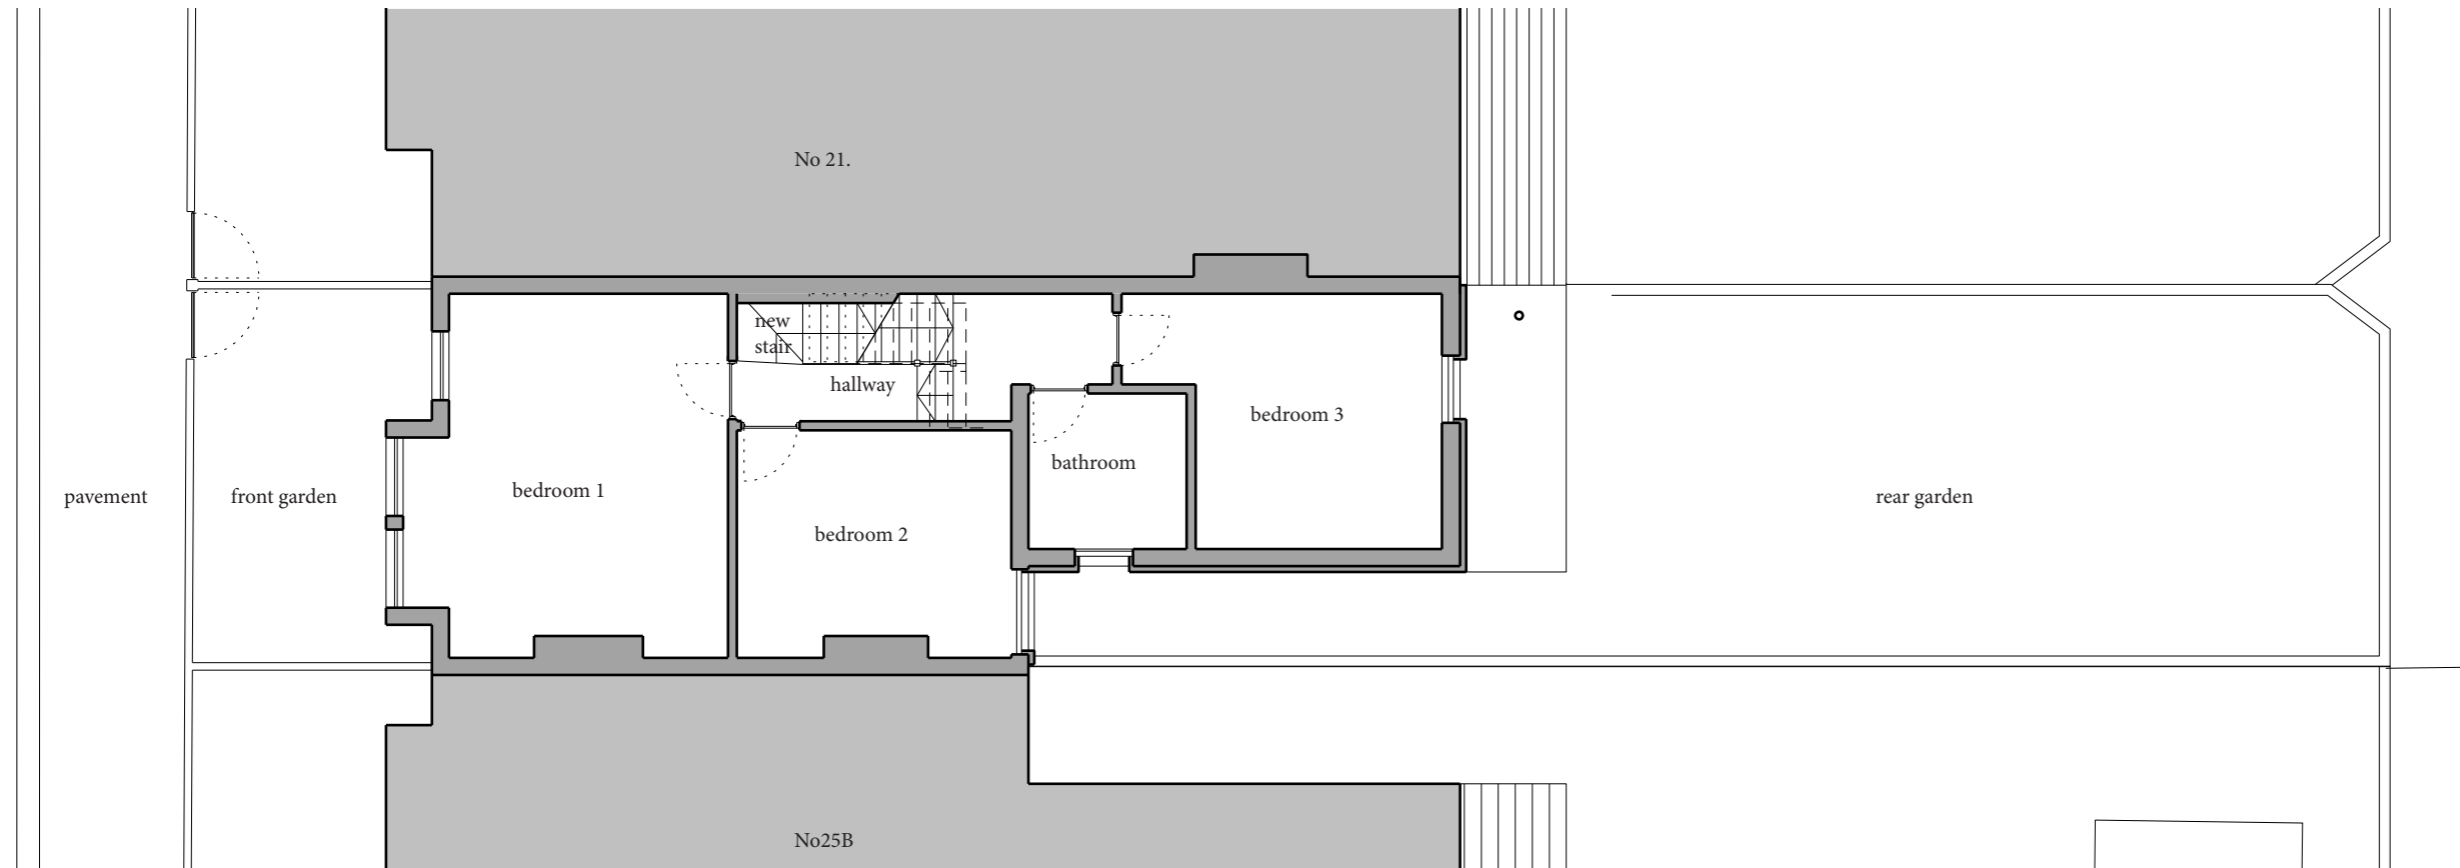 No 21.
new
stair
hallway
bedroom 3
bathroom
bedroom 1
pavement
front garden
rear garden
bedroom 2
No25B